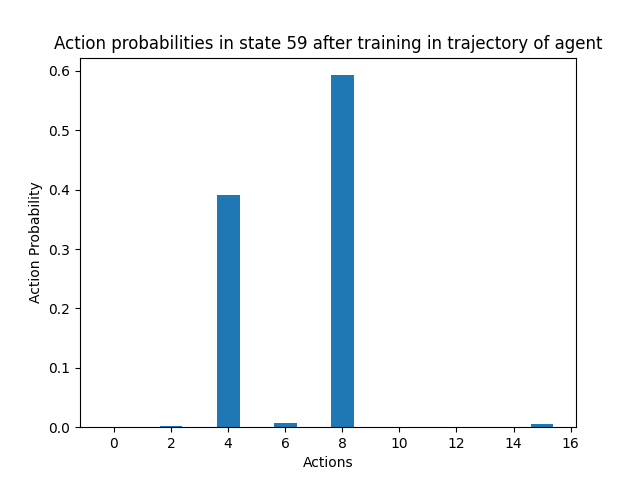 Action probabilities in state 59 after training in trajectory of agent
0.6
0.5
0.4
0.3
0.2
0.1
0.0
Action Probability
0 2 4 6 8 10 12 14 16
Actions